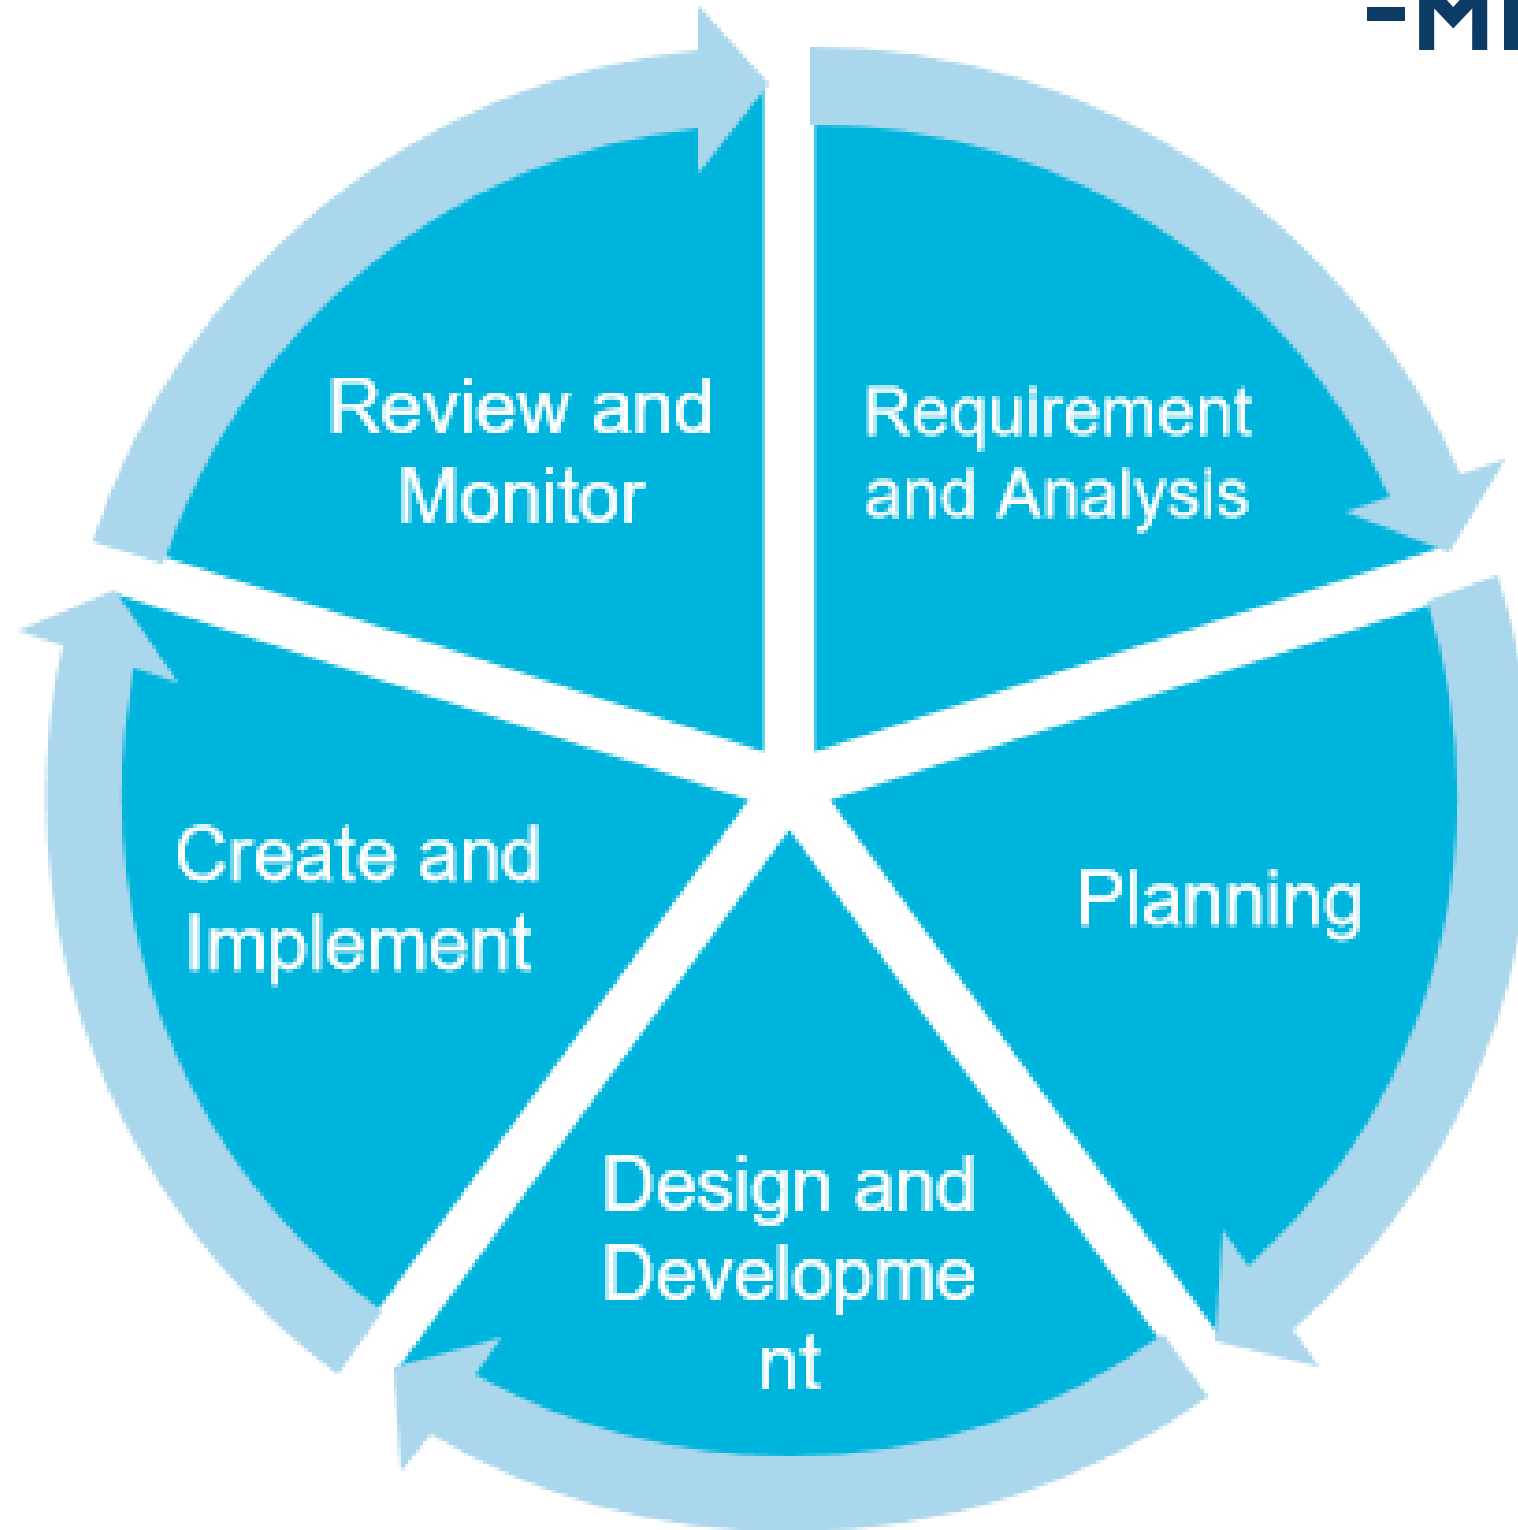 Review and
Monitor
Requirement
and Analysis
Planning
Design and
Developme
nt
Create and
Implement